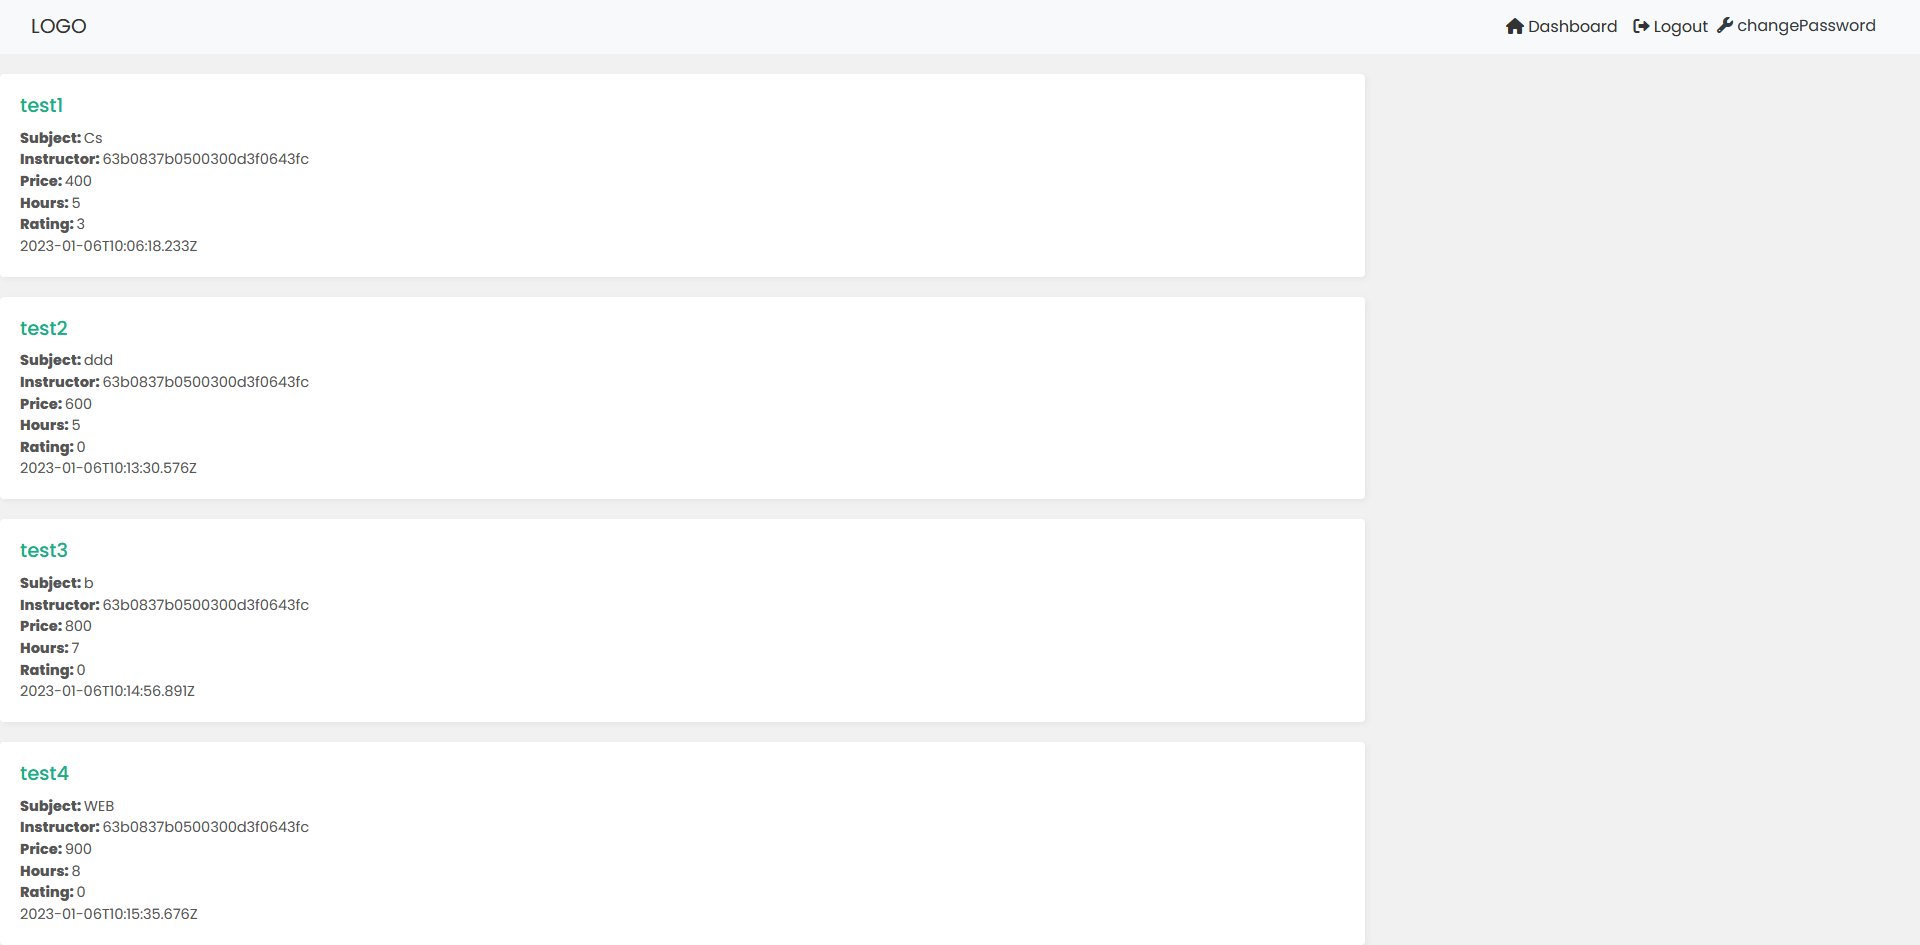 LOGO
Dashboard Logout changePassword
test1
Subject: Cs
Instructor: 63b0837b0500300d3f0643fc
Price: 400
Hours: 5
Rating: 3
2023-01-06T10:06:18.233Z
test2
Subject: ddd
Instructor: 63b0837b0500300d3f0643fc
Price: 600
Hours: 5
Rating: 0
2023-01-06T10:13:30.576Z
test3
Subject: b
Instructor: 63b0837b0500300d3f0643fc
Price: 800
Hours: 7
Rating: 0
2023-01-06T10:14:56.891Z
test4
Subject: WEB
Instructor: 63b0837b0500300d3f0643fc
Price: 900
Hours: 8
Rating: 0
2023-01-06T10:15:35.676Z